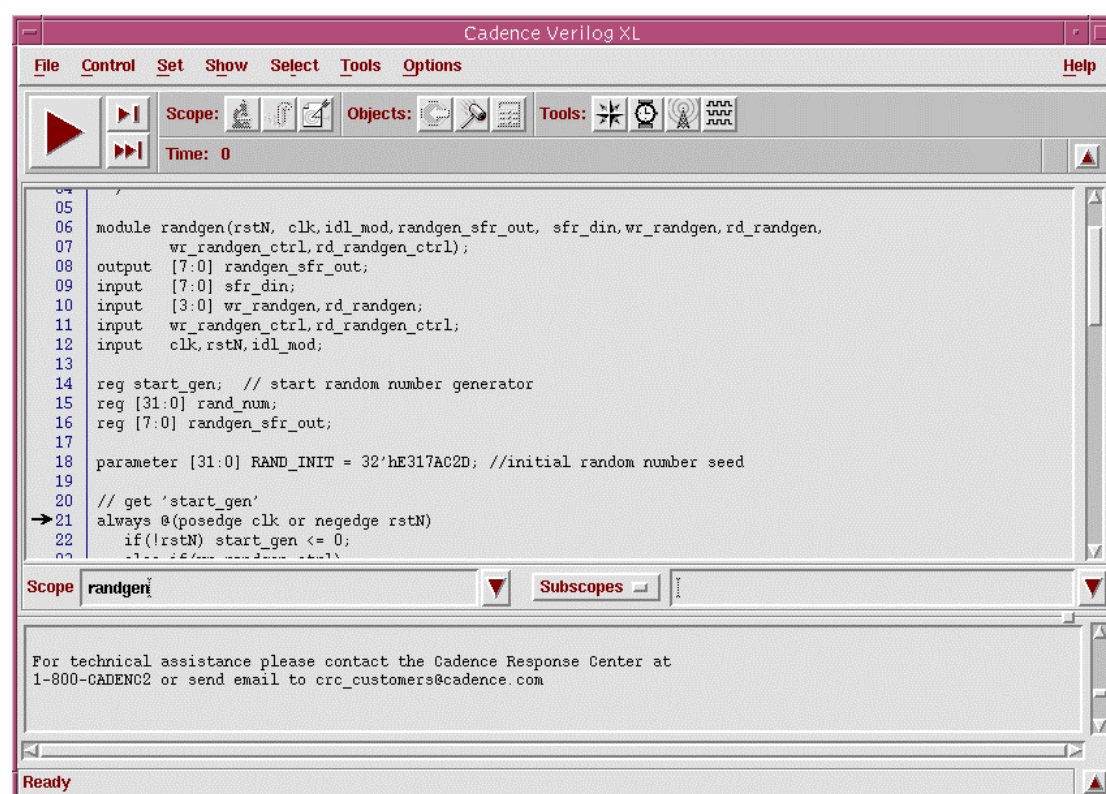 Cadence Verilog XL
File Control Set Show Select Tools Options Help
Scope: Objects: Tools:
Time: 0
04 /
05
06 module randgen(rstN, clk,idl_mod,randgen_sfr_out, sfr_din,wr_randgen,rd_randgen,
07 wr_randgen_ctrl,rd_randgen_ctrl);
08 output [7:0] randgen_sfr_out;
09 input [7:0] sfr_din;
10 input [3:0] wr_randgen,rd_randgen;
11 input wr_randgen_ctrl,rd_randgen_ctrl;
12 input clk,rstN,idl_mod;
13
14 reg start_gen; // start random number generator
15 reg [31:0] rand_num;
16 reg [7:0] randgen_sfr_out;
17
18 parameter [31:0] RAND_INIT = 32'hE317AC2D; //initial random number seed
19
20 // get 'start_gen'
21 always @(posedge clk or negedge rstN)
22 if(!rstN) start_gen <= 0;
23 else if(wr_randgen_ctrl)
Scope randgen Subscopes
For technical assistance please contact the Cadence Response Center at
1-800-CADENC2 or send email to crc_customers@cadence.com
Ready